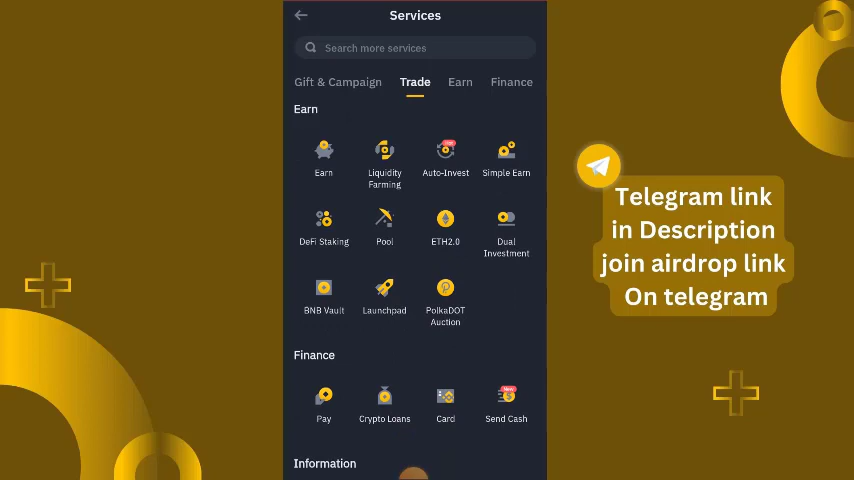 Services
Search more services
Gift & Campaign Trade Earn Finance
Earn
Earn
Liquidity
Farming
Auto-Invest
Simple Earn
DeFi Staking
Pool
ETH2.0
Dual
Investment
BNB Vault
Launchpad
PolkaDOT
Auction
Finance
Pay
Crypto Loans
Card
New
Send Cash
Information
Telegram link
in Description
join airdrop link
On telegram